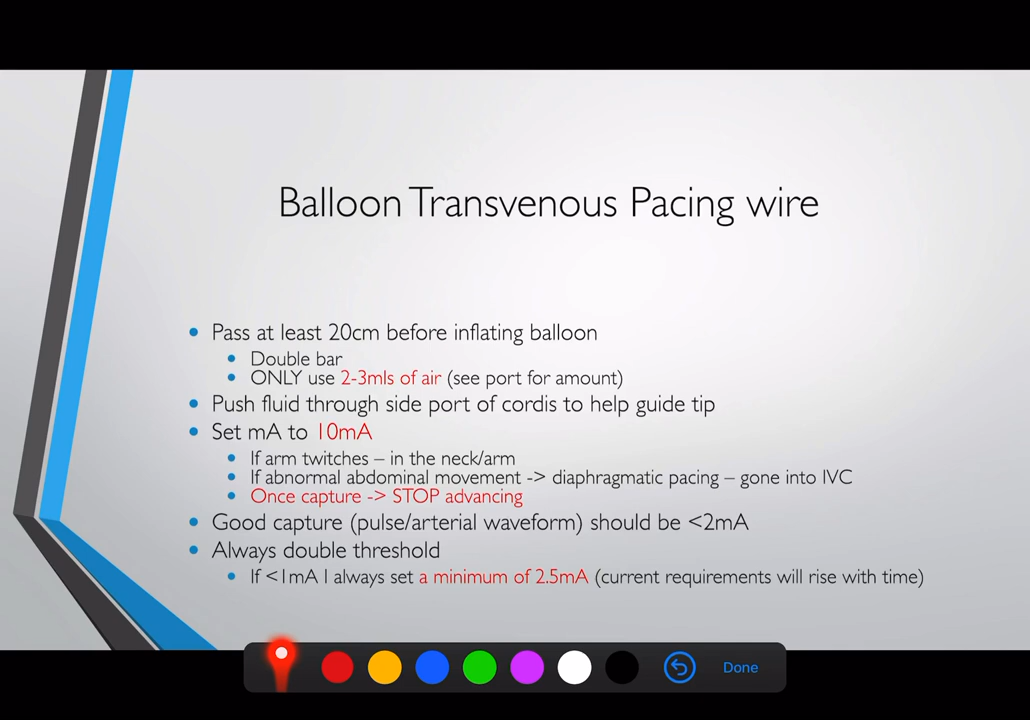 Balloon Transvenous Pacing wire
Pass at least 20cm before inflating balloon
Double bar
ONLY use 2-3mls of air (see port for amount)
Push fluid through side port of cordis to help guide tip
Set mA to 10mA
If arm twitches – in the neck/arm
If abnormal abdominal movement -> diaphragmatic pacing – gone into IVC
Once capture -> STOP advancing
Good capture (pulse/arterial waveform) should be <2mA
Always double threshold
If <1mA I always set a minimum of 2.5mA (current requirements will rise with time)
Done